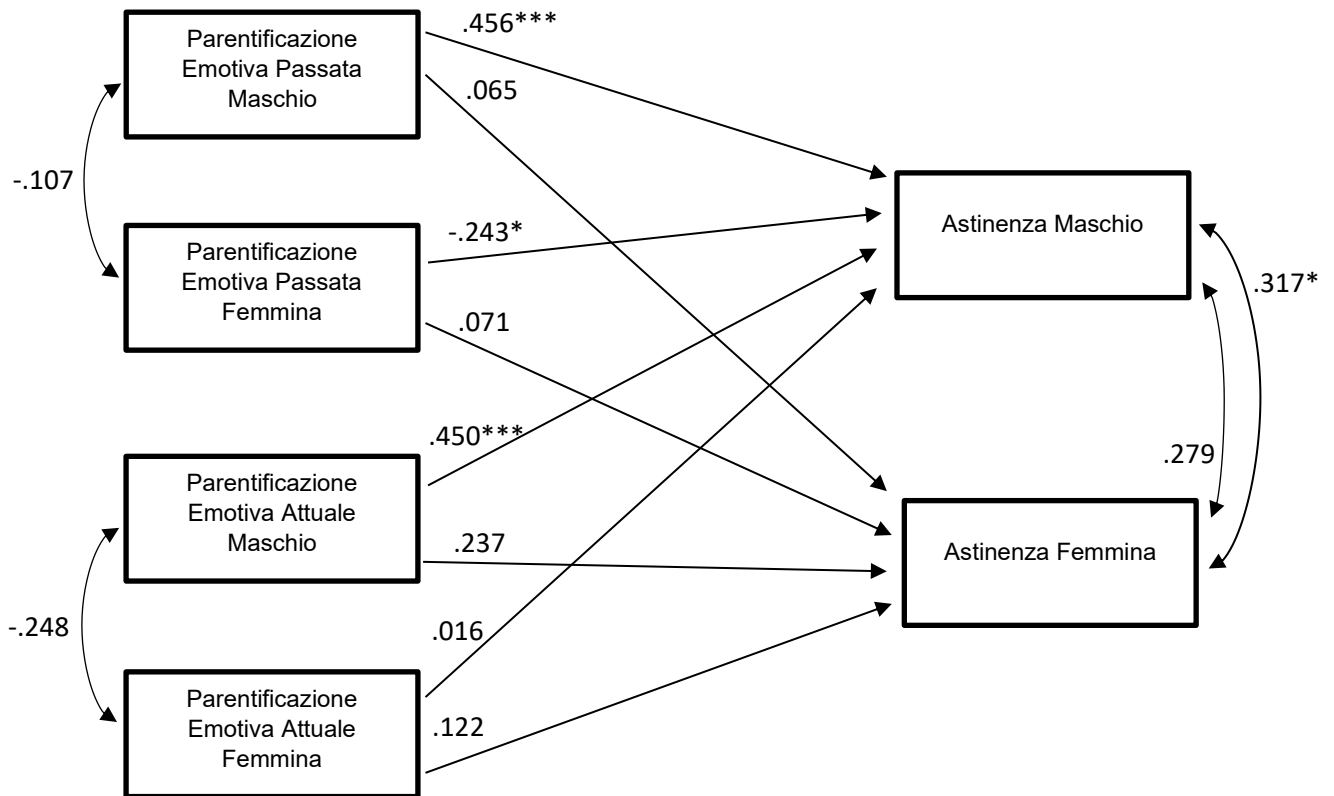 Parentificazione
Emotiva Passata
Maschio
.456***
.065
-.107
Parentificazione
Emotiva Passata
Femmina
-.243*
.071
Astinenza Maschio
.317*
.279
Parentificazione
Emotiva Attuale
Maschio
.450***
.237
Astinenza Femmina
-.248
Parentificazione
Emotiva Attuale
Femmina
.016
.122